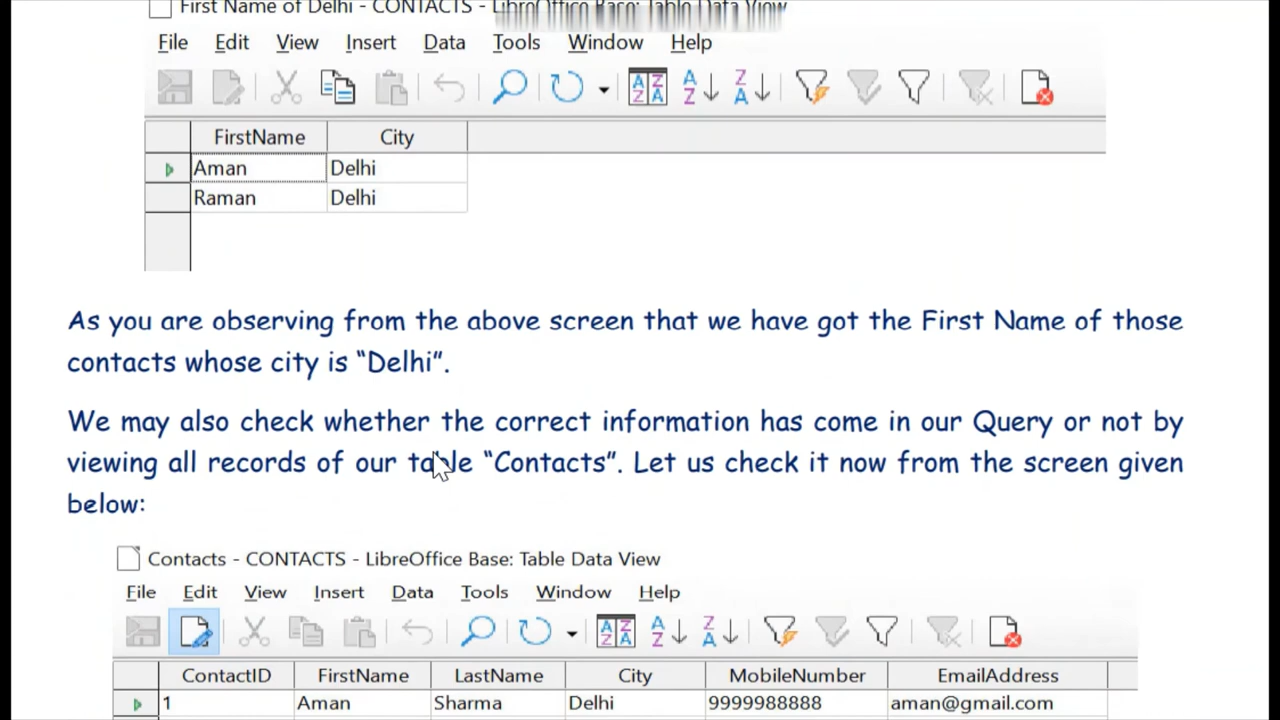 First Name of Delhi - CONTACTS - LibreOffice Base: Table Data View
File Edit View Insert Data Tools Window Help
FirstName City
Aman Delhi
Raman Delhi
As you are observing from the above screen that we have got the First Name of those
contacts whose city is “Delhi”.
We may also check whether the correct information has come in our Query or not by
viewing all records of our table “Contacts”. Let us check it now from the screen given
below:
Contacts - CONTACTS - LibreOffice Base: Table Data View
File Edit View Insert Data Tools Window Help
ContactID FirstName LastName City MobileNumber EmailAddress
1 Aman Sharma Delhi 9999988888 aman@gmail.com